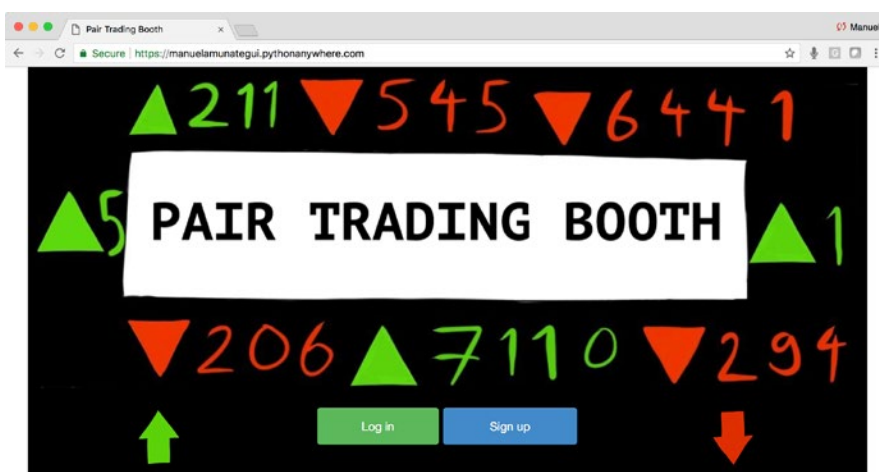 Pair Trading Booth
Manuel
Secure https://manuelamunategui.pythonanywhere.com
211 545 6441
5 PAIR TRADING BOOTH 1
206 7110 294
Log in Sign up